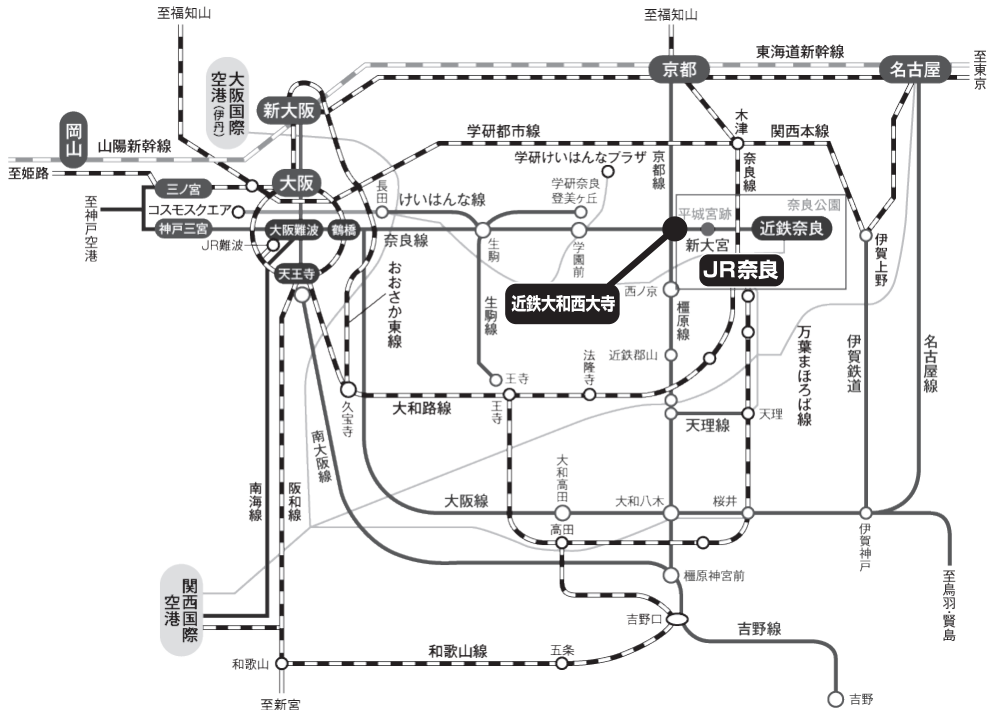 至福知山
至福知山
東海道新幹線
京都
名古屋
至東京
大阪国際
空港(伊丹)
新大阪
岡山
山陽新幹線
至姫路
学研都市線
木津
関西本線
学研けいはんなプラザ
京都線
奈良線
三ノ宮
大阪
長田
けいはんな線
学研奈良
登美ヶ丘
至神戸空港
コスモスクエア
神戸三宮
大阪難波
鶴橋
奈良線
JR難波
生駒
学園前
平城宮跡
奈良公園
新大宮
近鉄奈良
伊賀上野
天王寺
おおさか東線
生駒線
近鉄大和西大寺
西ノ京
JR奈良
橿原線
近鉄郡山
法隆寺
王寺
王寺
万葉まほろば線
伊賀鉄道
名古屋線
久宝寺
大和路線
天理線
天理
南大阪線
南海線
阪和線
大阪線
大和高田
高田
大和八木
桜井
伊賀神戸
至鳥羽・賢島
関西国際
空港
橿原神宮前
吉野口
吉野線
和歌山
和歌山線
五条
至新宮
吉野